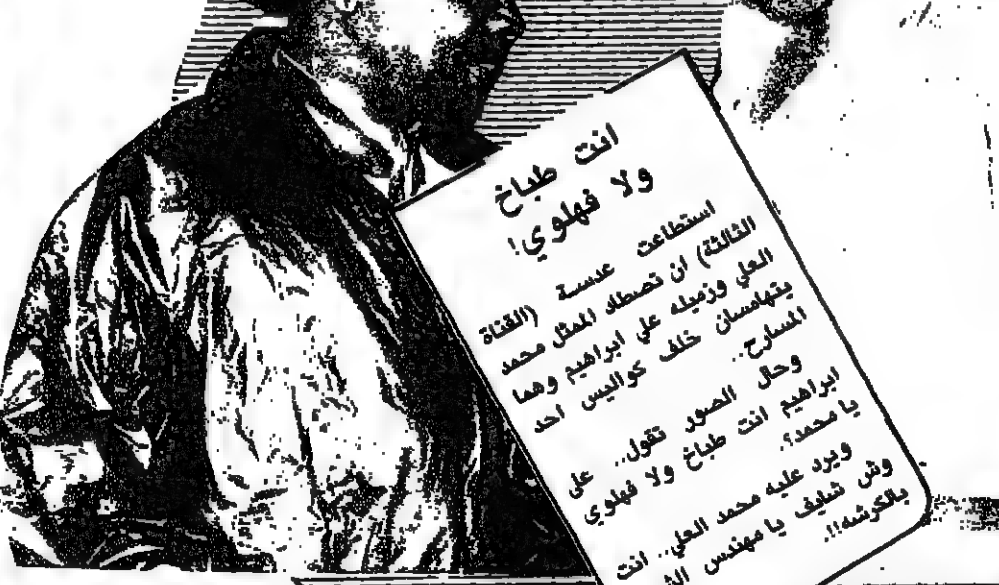 انت طباخ
ولا فهلوي!
استطاعت عدسة (القناة
الثالثة) ان تصطاد الممثل محمد
العلي وزميله علي ابراهيم وهما
يتهامسان خلف كواليس احد
المسارح..
وحال الصور تقول.. على
ابراهيم انت طباخ ولا فهلوي
يا محمد؟.
ويرد عليه محمد العلي.. انت
وش شايف يا مهندس
بالكرشه!!.